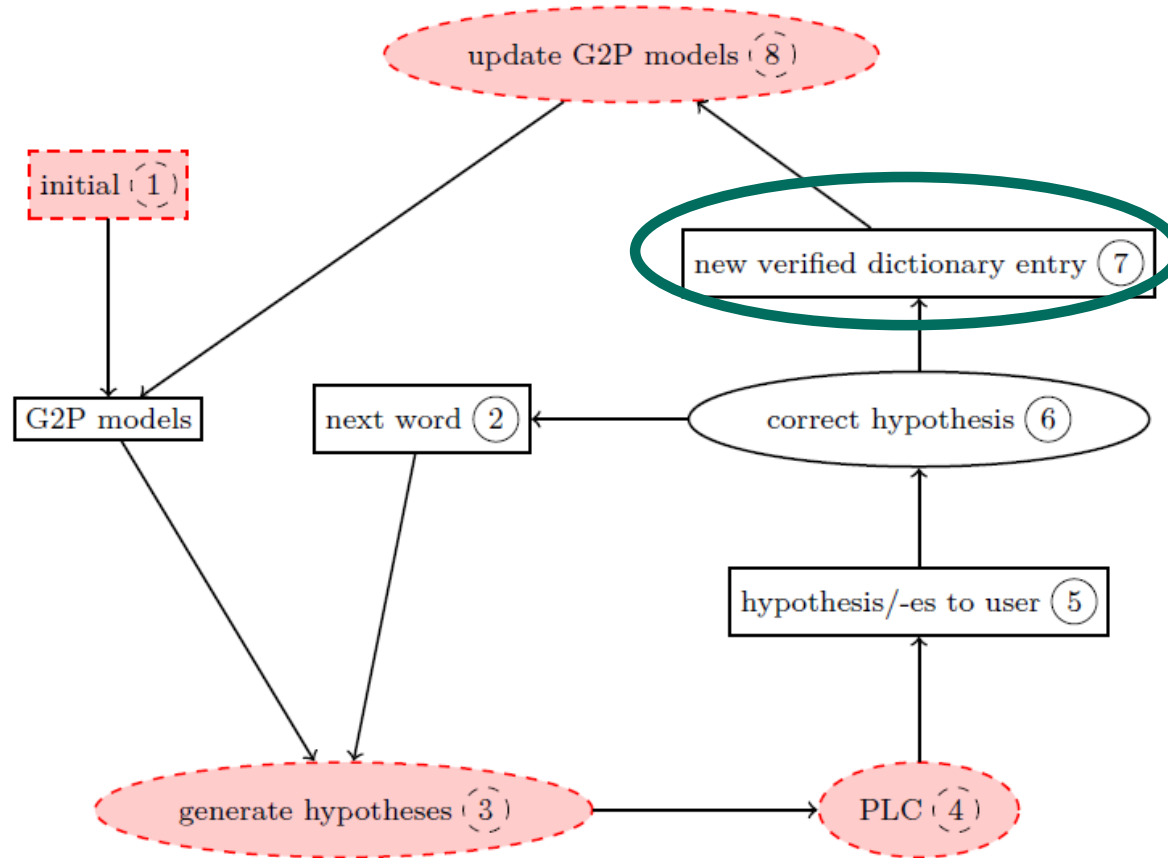 update G2P models 8
initial 1
new verified dictionary entry 7
G2P models
next word 2
correct hypothesis 6
hypothesis/-es to user 5
generate hypotheses 3
PLC 4